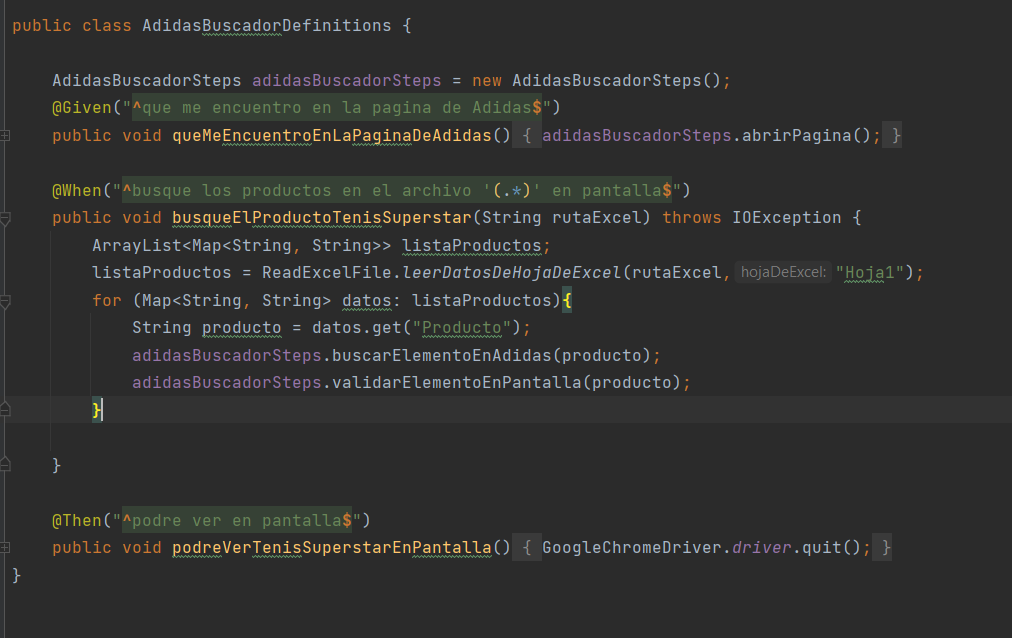 public class AdidasBuscadorDefinitions {
AdidasBuscadorSteps adidasBuscadorSteps = new AdidasBuscadorSteps();
@Given("^que me encuentro en la pagina de Adidas$")
public void queMeEncuentroEnLaPaginaDeAdidas() { adidasBuscadorSteps.abrirPagina(); }
@When("^busque los productos en el archivo '(.*)' en pantalla$")
public void busqueElProductoTenisSuperstar(String rutaExcel) throws IOException {
ArrayList<Map<String, String>> listaProductos;
listaProductos = ReadExcelFile.leerDatosDeHojaDeExcel(rutaExcel, hojaDeExcel: "Hoja1");
for (Map<String, String> datos: listaProductos){
String producto = datos.get("Producto");
adidasBuscadorSteps.buscarElementoEnAdidas(producto);
adidasBuscadorSteps.validarElementoEnPantalla(producto);
}
}
@Then("^podre ver en pantalla$")
public void podreVerTenisSuperstarEnPantalla() { GoogleChromeDriver.driver.quit(); }
}